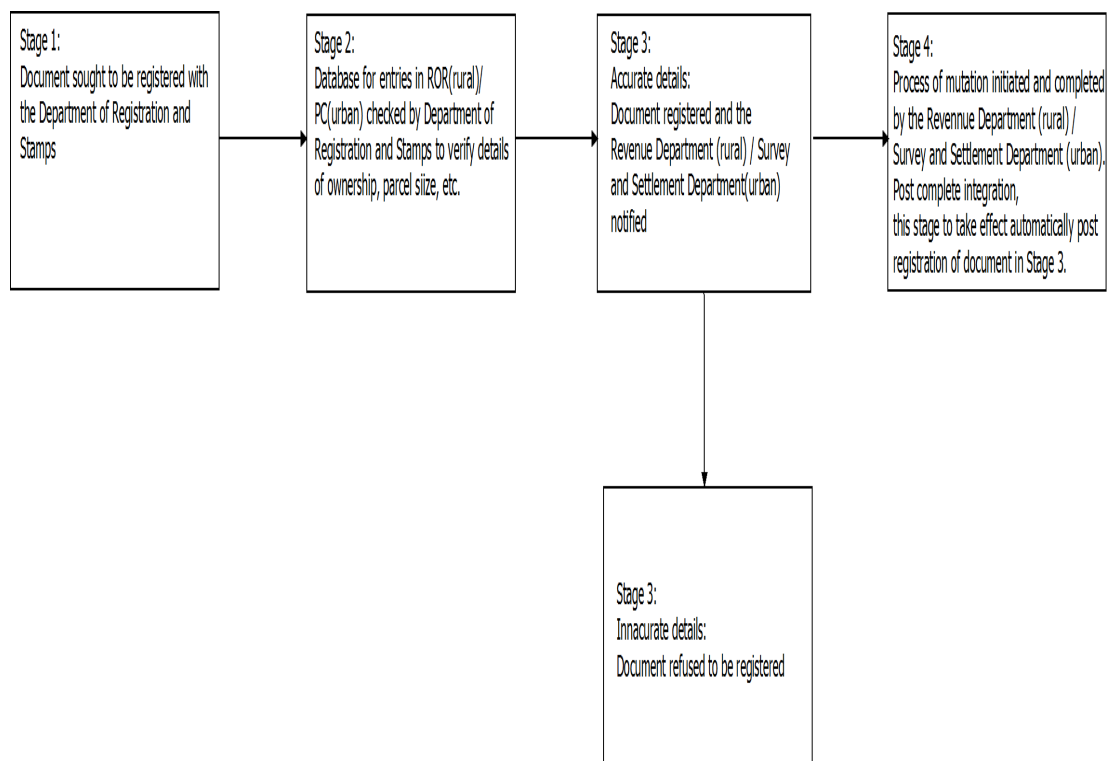 Stage 1:
Document sought to be registered with
the Department of Registration and
Stamps
Stage 2:
Database for entries in ROR(rural)/
PC(urban) checked by Department of
Registration and Stamps to verify details
of ownership, parcel siize, etc.
Stage 3:
Accurate details:
Document registered and the
Revenue Department (rural) / Survey
and Settlement Department(urban)
notified
Stage 4:
Process of mutation initiated and completed
by the Revennue Department (rural) /
Survey and Settlement Department (urban).
Post complete integration,
this stage to take effect automatically post
registration of document in Stage 3.
Stage 3:
Innacurate details:
Document refused to be registered